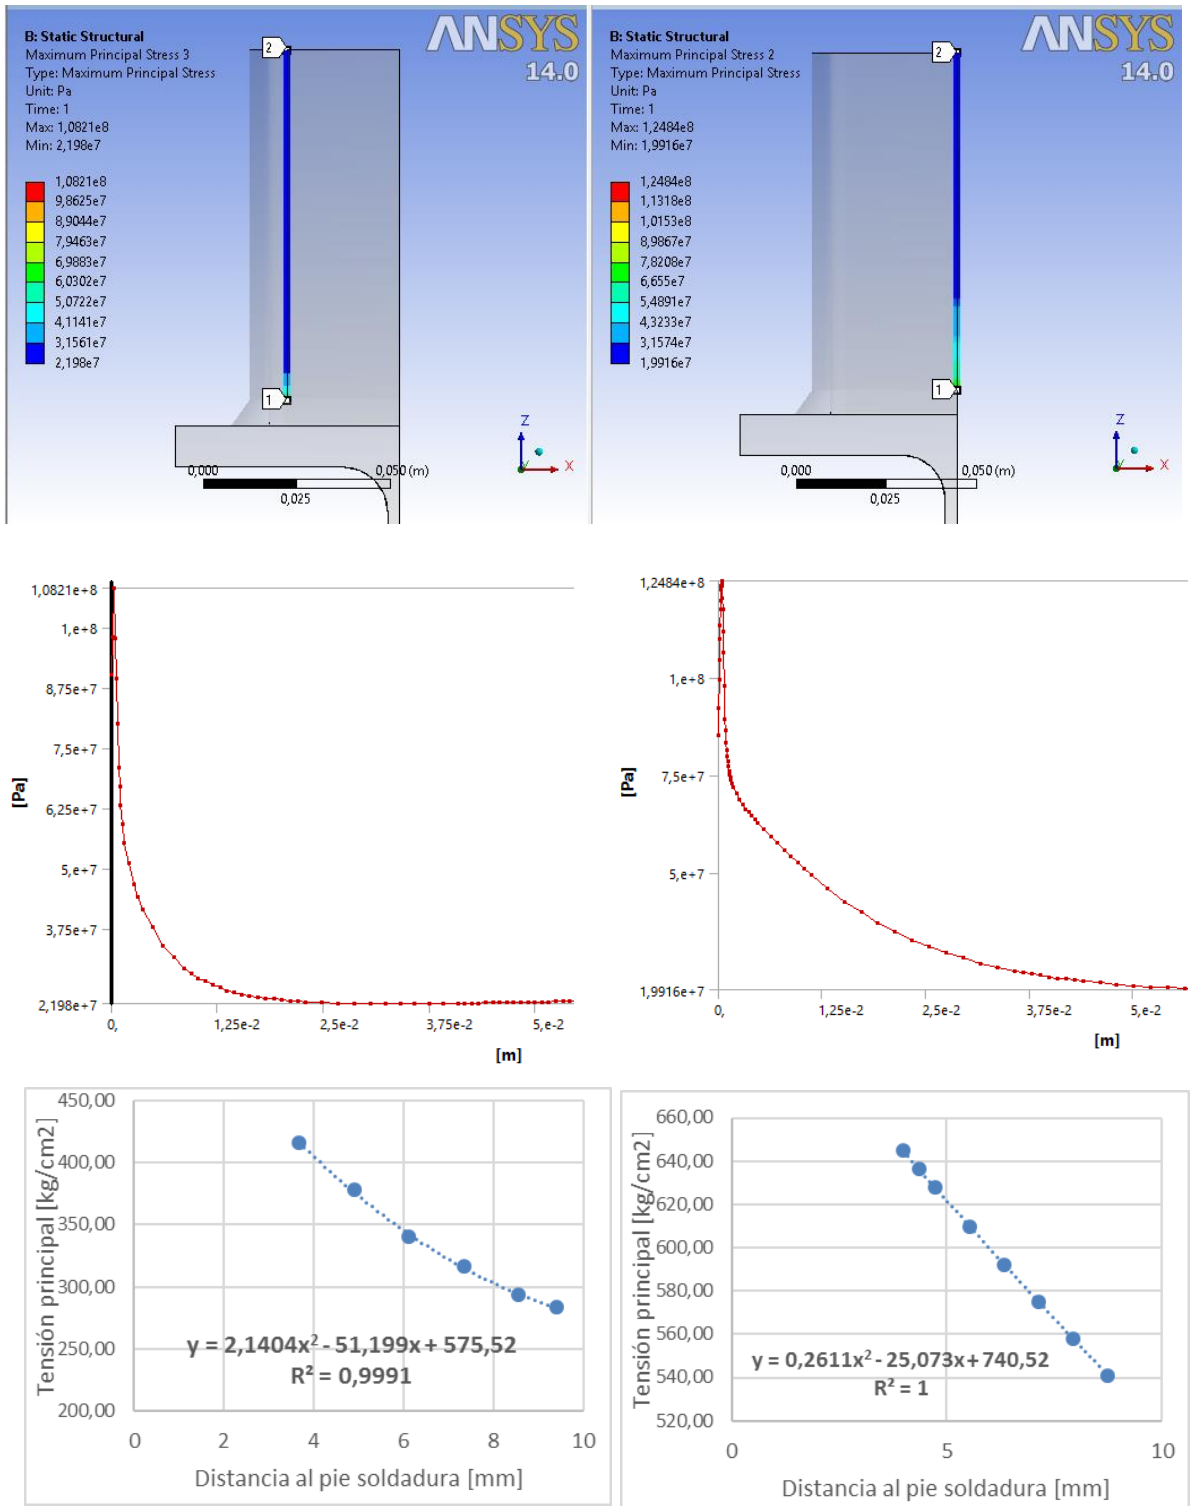 B: Static Structural
Maximum Principal Stress 3
Type: Maximum Principal Stress
Unit: Pa
Time: 1
Max: 1,0821e8
Min: 2,198e7
ANSYS
14.0
1,0821e8
9,8625e7
8,9044e7
7,9463e7
6,9883e7
6,0302e7
5,0722e7
4,1141e7
3,1561e7
2,198e7
2
1
Z
Y
X
0,000
0,050 (m)
0,025
B: Static Structural
Maximum Principal Stress 2
Type: Maximum Principal Stress
Unit: Pa
Time: 1
Max: 1,2484e8
Min: 1,9916e7
ANSYS
14.0
1,2484e8
1,1318e8
1,0153e8
8,9867e7
7,8208e7
6,655e7
5,4891e7
4,3233e7
3,1574e7
1,9916e7
2
1
Z
Y
X
0,000
0,050 (m)
0,025
1,0821e+8
1,e+8
8,75e+7
7,5e+7
6,25e+7
5,e+7
3,75e+7
2,198e+7
[Pa]
0,
1,25e-2
2,5e-2
3,75e-2
5,e-2
[m]
1,2484e+8
1,e+8
7,5e+7
5,e+7
1,9916e+7
[Pa]
0,
1,25e-2
2,5e-2
3,75e-2
5,e-2
[m]
450,00
400,00
350,00
300,00
250,00
200,00
Tensión principal [kg/cm2]
y = 2,1404x² - 51,199x + 575,52
R² = 0,9991
0
2
4
6
8
10
Distancia al pie soldadura [mm]
660,00
640,00
620,00
600,00
580,00
560,00
540,00
520,00
Tensión principal [kg/cm2]
y = 0,2611x² - 25,073x + 740,52
R² = 1
0
5
10
Distancia al pie soldadura [mm]